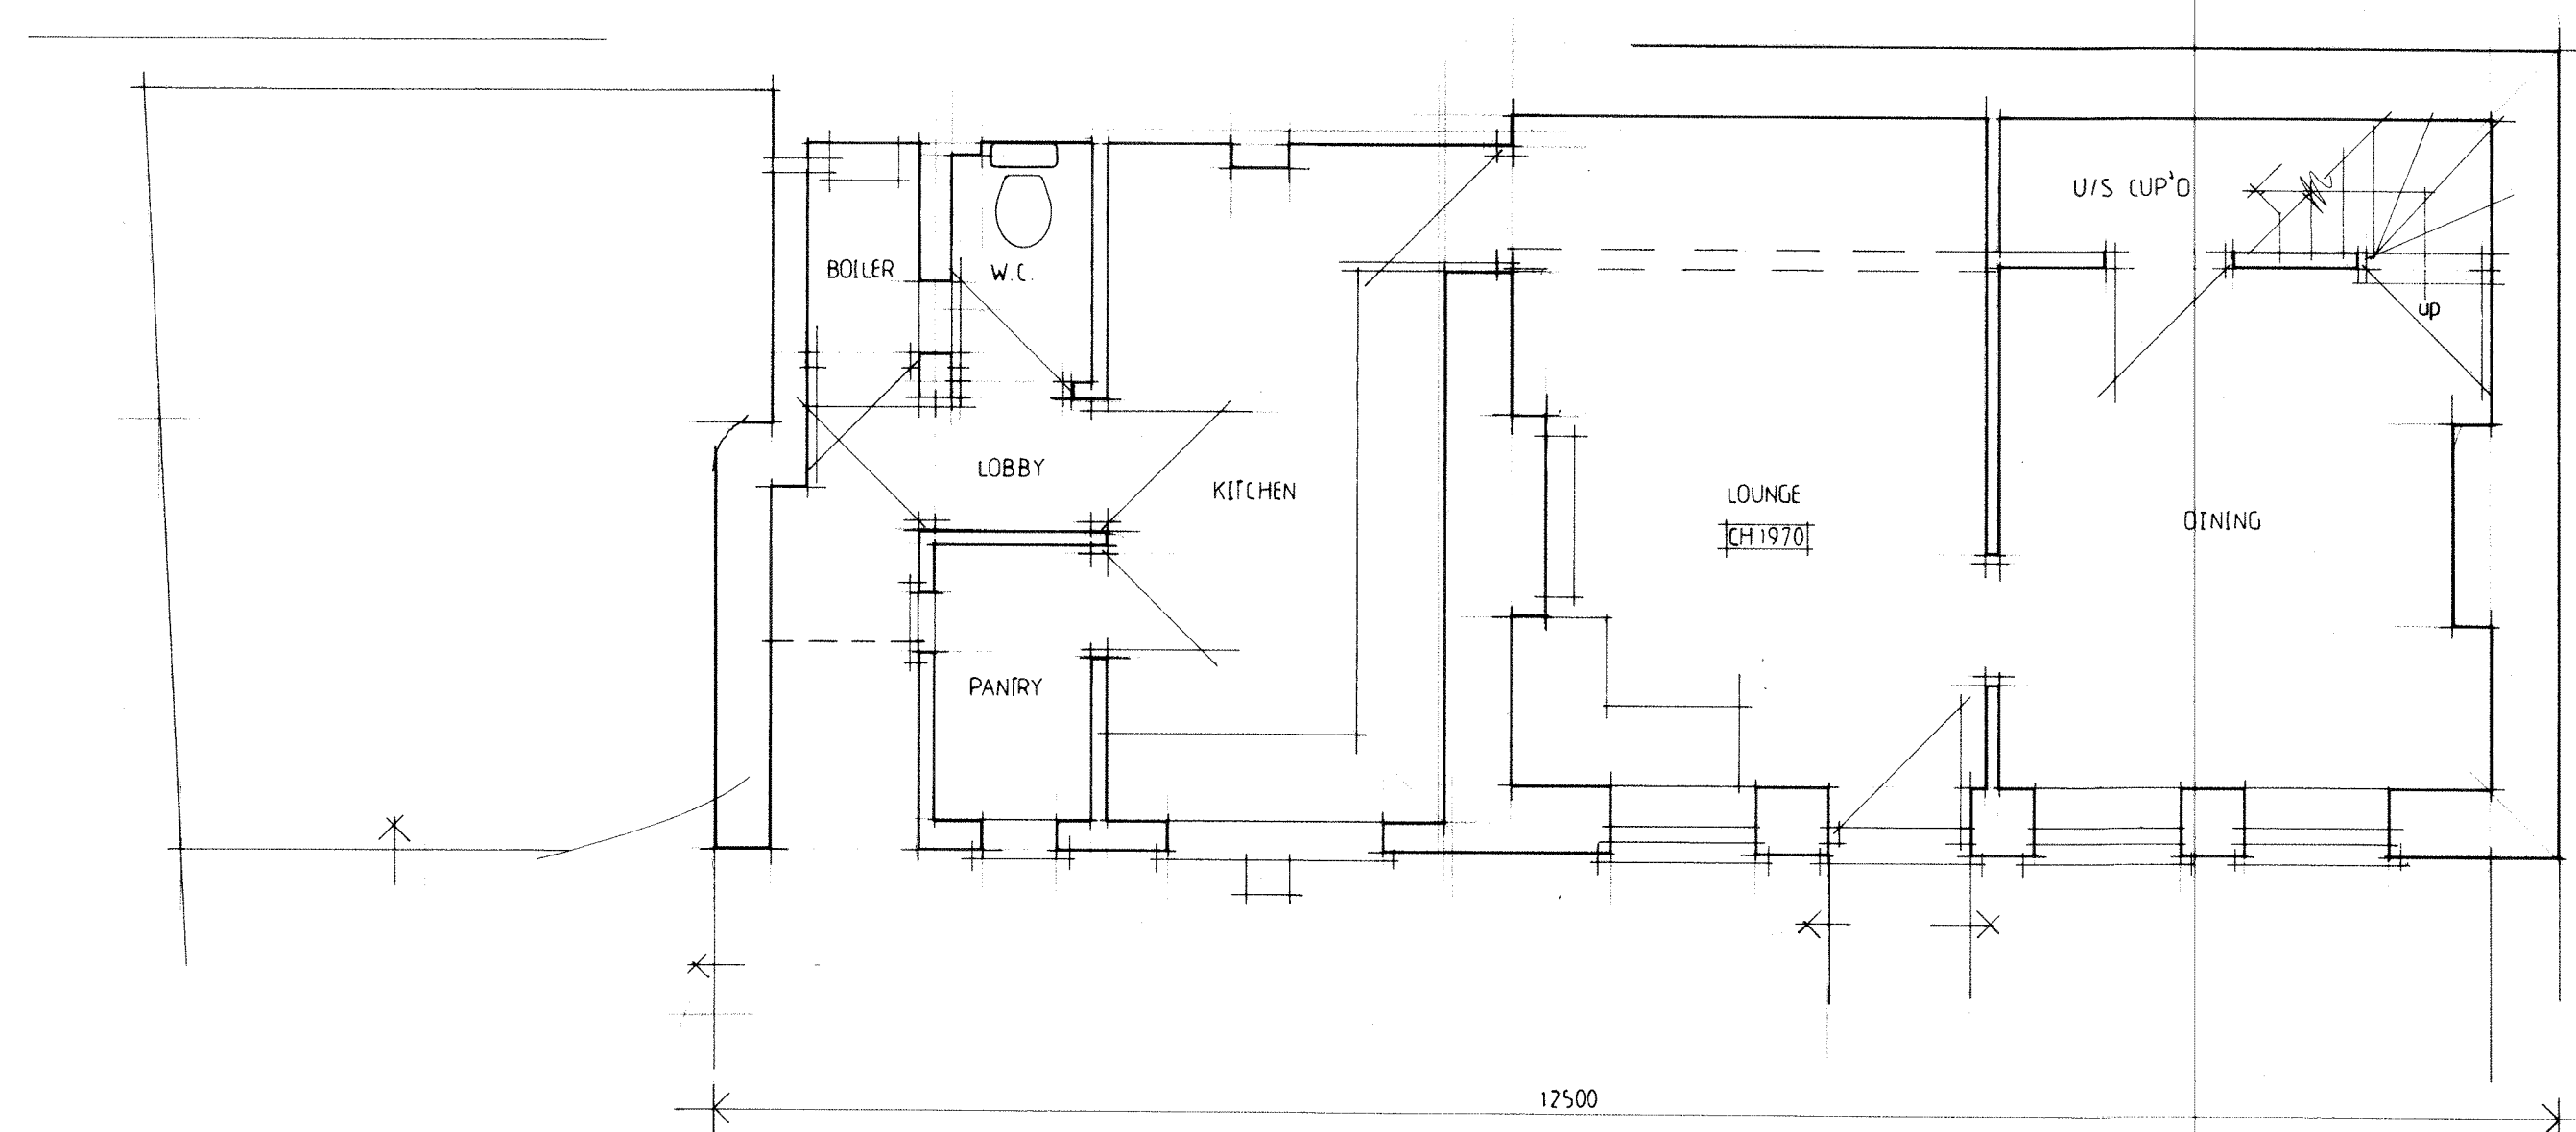 U/S CUP'D
BOILER
W.C.
up
LOBBY
KITCHEN
LOUNGE
CH 1970
DINING
PANTRY
12500